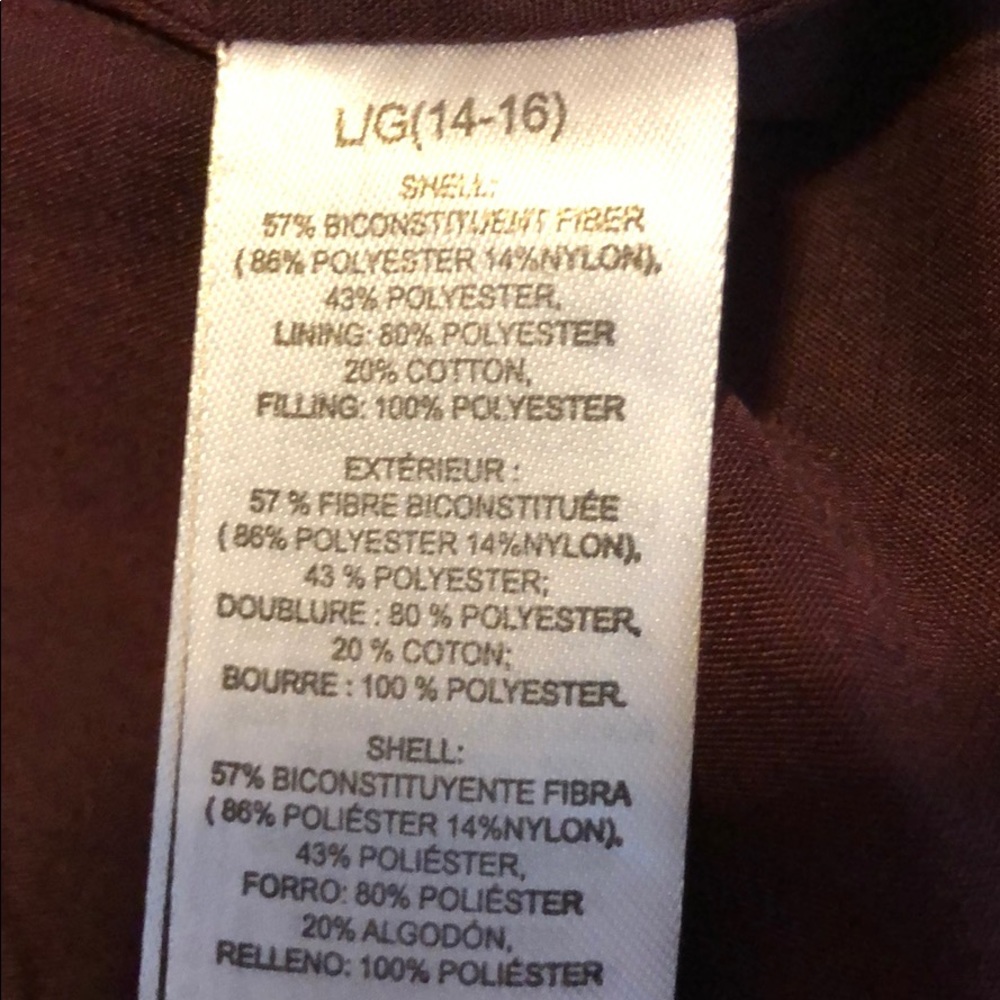 L/G(14-16)
SHELL:
57% BICONSTITUENT FIBER
( 86% POLYESTER 14%NYLON),
43% POLYESTER,
LINING: 80% POLYESTER
20% COTTON,
FILLING: 100% POLYESTER
EXTÉRIEUR :
57 % FIBRE BICONSTITUÉE
( 86% POLYESTER 14%NYLON),
43 % POLYESTER;
DOUBLURE : 80 % POLYESTER,
20 % COTON;
BOURRE : 100 % POLYESTER.
SHELL:
57% BICONSTITUYENTE FIBRA
( 86% POLIÉSTER 14%NYLON),
43% POLIÉSTER,
FORRO: 80% POLIÉSTER
20% ALGODÓN,
RELLENO: 100% POLIÉSTER